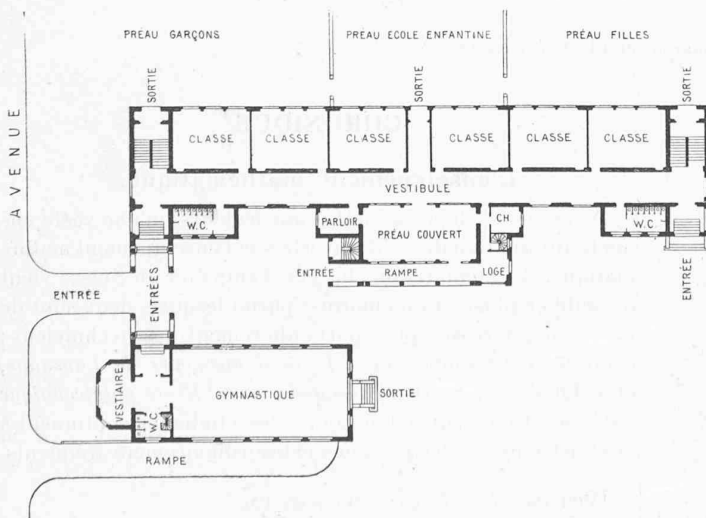 PRÉAU GARÇONS
PRÉAU ECOLE ENFANTINE
PRÉAU FILLES
SORTIE
SORTIE
SORTIE
AVENUE
CLASSE
CLASSE
CLASSE
CLASSE
CLASSE
CLASSE
VESTIBULE
W.C.
PARLOIR
PRÉAU COUVERT
CH.
W.C.
ENTRÉE
RAMPE
LOGE
ENTRÉE
ENTRÉES
ENTRÉE
VESTIAIRE
GYMNASTIQUE
SORTIE
W.C.
RAMPE